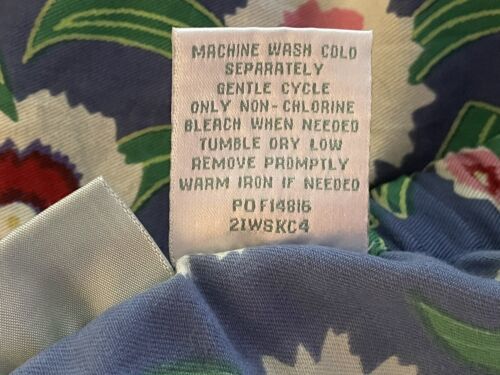 MACHINE WASH COLD
SEPARATELY
GENTLE CYCLE
ONLY NON-CHLORINE
BLEACH WHEN NEEDED
TUMBLE DRY LOW
REMOVE PROMPTLY
WARM IRON IF NEEDED
PO F14816
21WSKC4